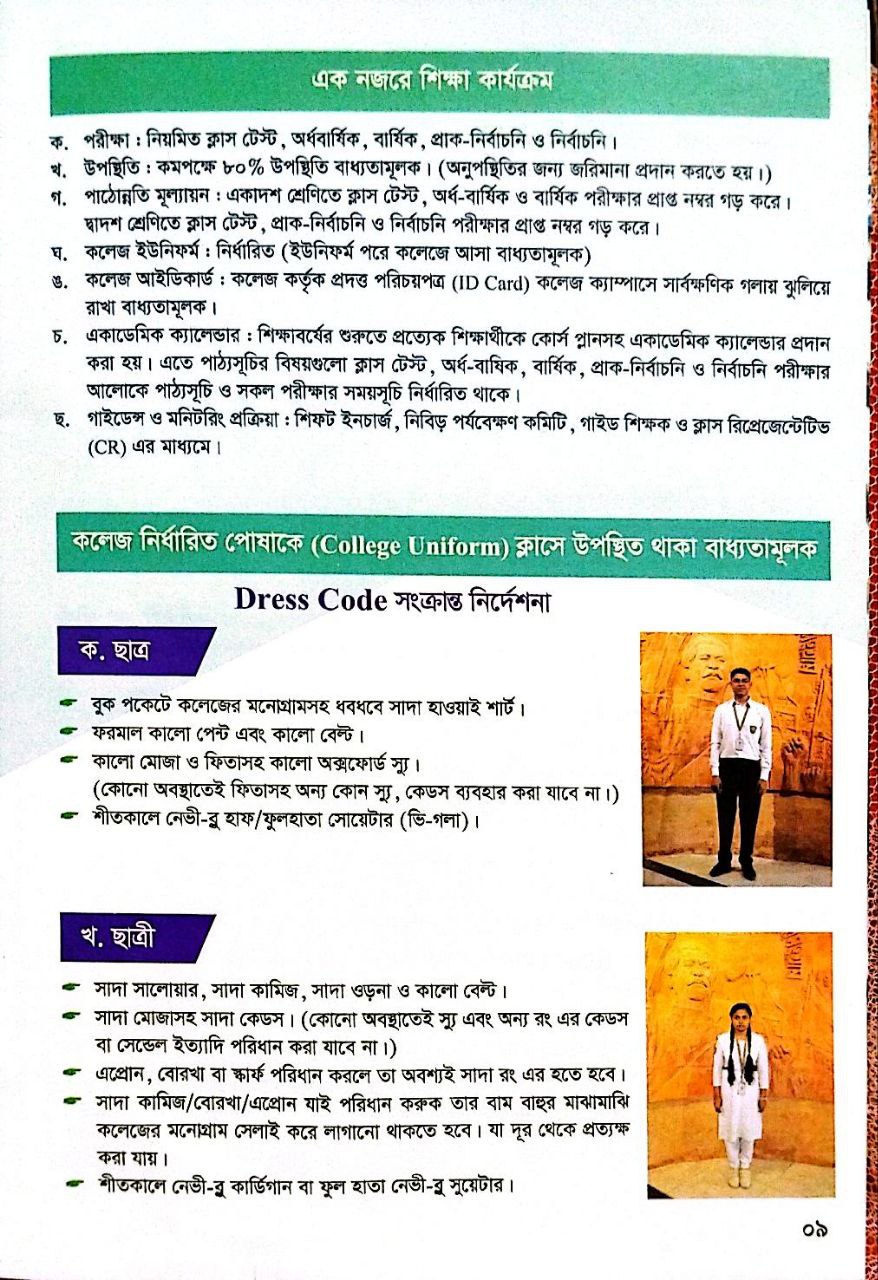 এক নজরে শিক্ষা কার্যক্রম
ক. পরীক্ষা : নিয়মিত ক্লাস টেস্ট, অর্ধবার্ষিক, বার্ষিক, প্রাক-নির্বাচনি ও নির্বাচনি।
খ. উপস্থিতি : কমপক্ষে ৮০% উপস্থিতি বাধ্যতামূলক। (অনুপস্থিতির জন্য জরিমানা প্রদান করতে হয়।)
গ. পাঠোন্নতি মূল্যায়ন : একাদশ শ্রেণিতে ক্লাস টেস্ট, অর্ধ-বার্ষিক ও বার্ষিক পরীক্ষার প্রাপ্ত নম্বর গড় করে।
দ্বাদশ শ্রেণিতে ক্লাস টেস্ট, প্রাক-নির্বাচনি ও নির্বাচনি পরীক্ষার প্রাপ্ত নম্বর গড় করে।
ঘ. কলেজ ইউনিফর্ম : নির্ধারিত (ইউনিফর্ম পরে কলেজে আসা বাধ্যতামূলক)
ঙ. কলেজ আইডিকার্ড : কলেজ কর্তৃক প্রদত্ত পরিচয়পত্র (ID Card) কলেজ ক্যাম্পাসে সার্বক্ষণিক গলায় ঝুলিয়ে
রাখা বাধ্যতামূলক।
চ. একাডেমিক ক্যালেন্ডার : শিক্ষাবর্ষের শুরুতে প্রত্যেক শিক্ষার্থীকে কোর্স প্লানসহ একাডেমিক ক্যালেন্ডার প্রদান
করা হয়। এতে পাঠ্যসূচির বিষয়গুলো ক্লাস টেস্ট, অর্ধ-বাষিক, বার্ষিক, প্রাক-নির্বাচনি ও নির্বাচনি পরীক্ষার
আলোকে পাঠ্যসূচি ও সকল পরীক্ষার সময়সূচি নির্ধারিত থাকে।
ছ. গাইডেন্স ও মনিটরিং প্রক্রিয়া : শিফট ইনচার্জ, নিবিড় পর্যবেক্ষণ কমিটি, গাইড শিক্ষক ও ক্লাস রিপ্রেজেন্টেটিভ
(CR) এর মাধ্যমে।
কলেজ নির্ধারিত পোষাকে (College Uniform) ক্লাসে উপস্থিত থাকা বাধ্যতামূলক
Dress Code সংক্রান্ত নির্দেশনা
ক. ছাত্র
বুক পকেটে কলেজের মনোগ্রামসহ ধবধবে সাদা হাওয়াই শার্ট।
ফরমাল কালো পেন্ট এবং কালো বেল্ট।
কালো মোজা ও ফিতাসহ কালো অক্সফোর্ড স্যু।
(কোনো অবস্থাতেই ফিতাসহ অন্য কোন স্যু, কেডস ব্যবহার করা যাবে না।)
শীতকালে নেভী-ব্লু হাফ/ফুলহাতা সোয়েটার (ভি-গলা)।
খ. ছাত্রী
সাদা সালোয়ার, সাদা কামিজ, সাদা ওড়না ও কালো বেল্ট।
সাদা মোজাসহ সাদা কেডস। (কোনো অবস্থাতেই স্যু এবং অন্য রং এর কেডস
বা সেন্ডেল ইত্যাদি পরিধান করা যাবে না।)
এপ্রোন, বোরখা বা স্কার্ফ পরিধান করলে তা অবশ্যই সাদা রং এর হতে হবে।
সাদা কামিজ/বোরখা/এপ্রোন যাই পরিধান করুক তার বাম বাহুর মাঝামাঝি
কলেজের মনোগ্রাম সেলাই করে লাগানো থাকতে হবে। যা দূর থেকে প্রত্যক্ষ
করা যায়।
শীতকালে নেভী-ব্লু কার্ডিগান বা ফুল হাতা নেভী-ব্লু সুয়েটার।
০৯